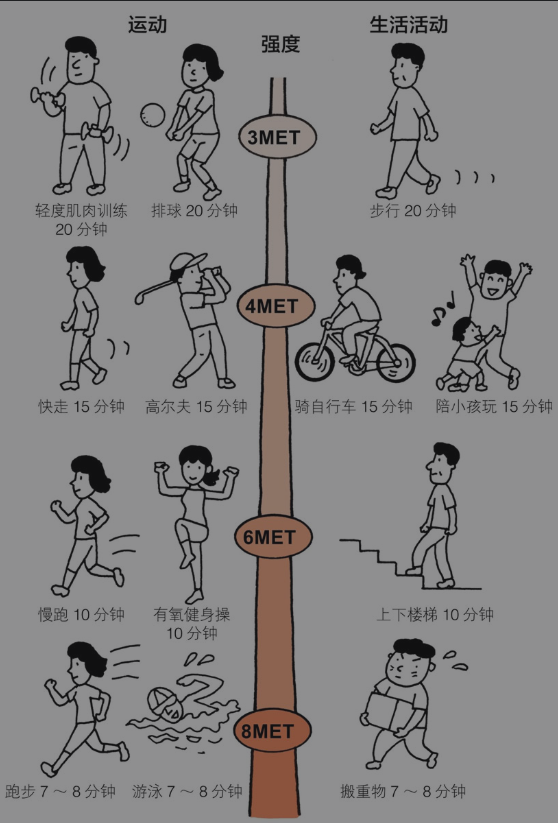 运动
强度
生活活动
3MET
轻度肌肉训练
20 分钟
排球 20 分钟
步行 20 分钟
4MET
快走 15 分钟
高尔夫 15 分钟
骑自行车 15 分钟
陪小孩玩 15 分钟
6MET
慢跑 10 分钟
有氧健身操
10 分钟
上下楼梯 10 分钟
8MET
跑步 7 ～ 8 分钟
游泳 7 ～ 8 分钟
搬重物 7 ～ 8 分钟